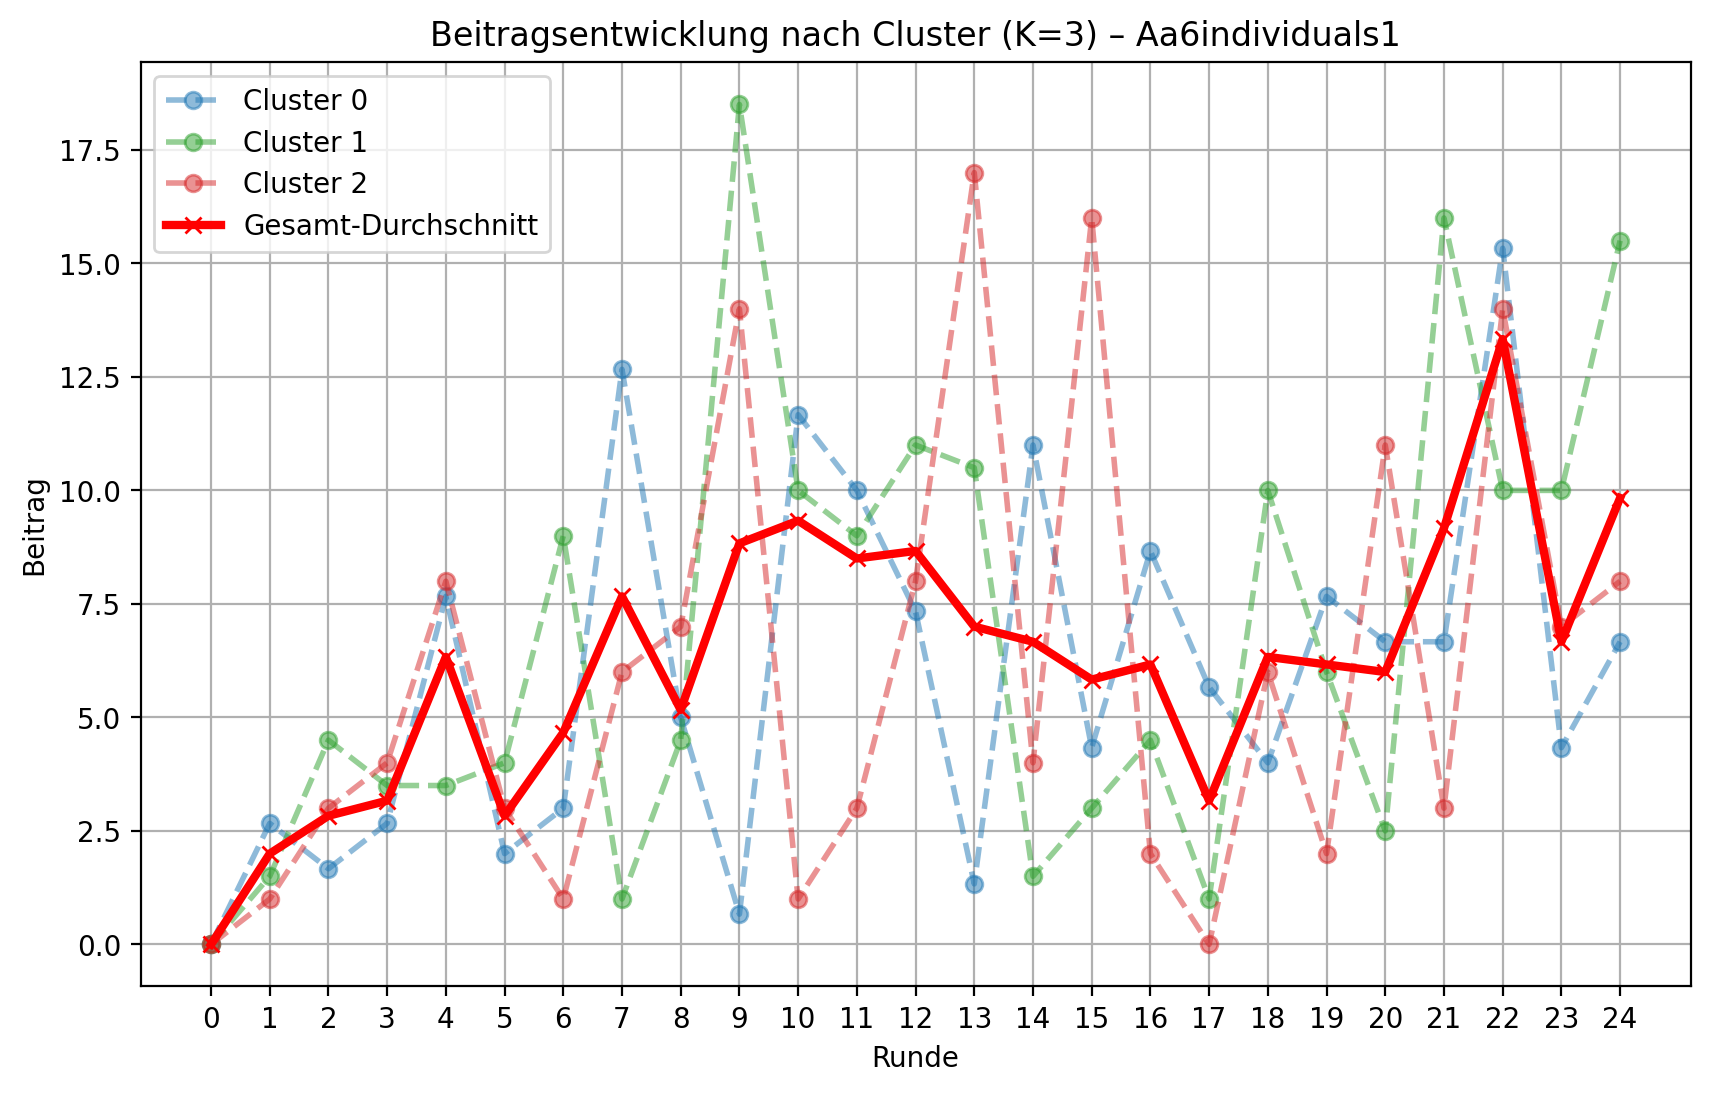 Beitragsentwicklung nach Cluster (K=3) – Aa6individuals1
Cluster 0
Cluster 1
Cluster 2
Gesamt-Durchschnitt
17.5
15.0
12.5
10.0
7.5
5.0
2.5
0.0
Beitrag
0 1 2 3 4 5 6 7 8 9 10 11 12 13 14 15 16 17 18 19 20 21 22 23 24
Runde